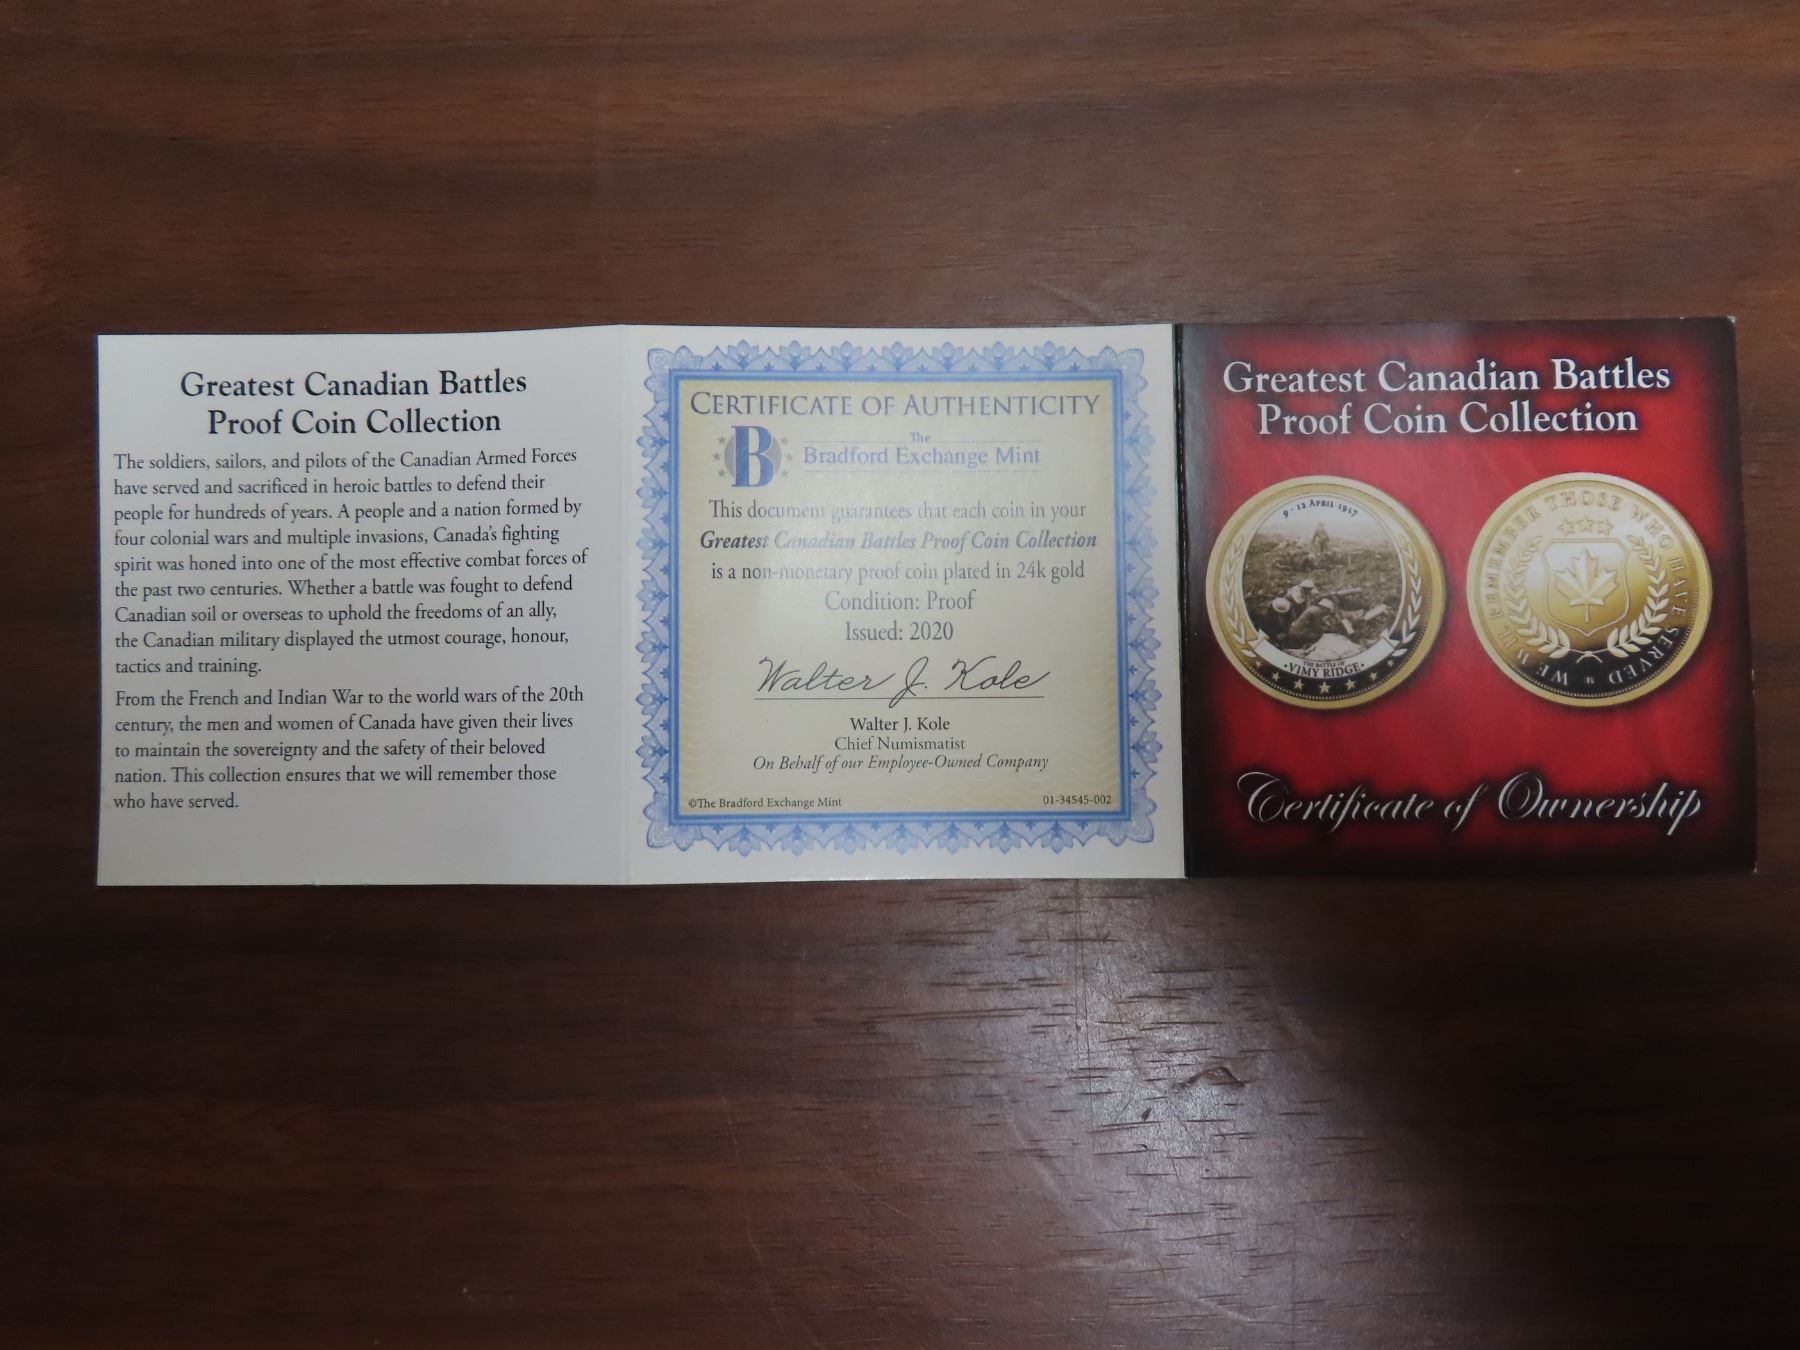 Greatest Canadian Battles
Proof Coin Collection
The soldiers, sailors, and pilots of the Canadian Armed Forces
have served and sacrificed in heroic battles to defend their
people for hundreds of years. A people and a nation formed by
four colonial wars and multiple invasions, Canada's fighting
spirit was honed into one of the most effective combat forces of
the past two centuries. Whether a battle was fought to defend
Canadian soil or overseas to uphold the freedoms of an ally,
the Canadian military displayed the utmost courage, honour,
tactics and training.
From the French and Indian War to the world wars of the 20th
century, the men and women of Canada have given their lives
to maintain the sovereignty and the safety of their beloved
nation. This collection ensures that we will remember those
who have served.
CERTIFICATE OF AUTHENTICITY
B
The
Bradford Exchange Mint
This document guarantees that each coin in your
Greatest Canadian Battles Proof Coin Collection
is a non-monetary proof coin plated in 24k gold
Condition: Proof
Issued: 2020
Walter J. Kole
Walter J. Kole
Chief Numismatist
On Behalf of our Employee-Owned Company
©The Bradford Exchange Mint
01-34545-002
Greatest Canadian Battles
Proof Coin Collection
9 - 12 APRIL 1917
THE BATTLE OF
• VIMY RIDGE •
WE WILL REMEMBER THOSE WHO HAVE SERVED
Certificate of Ownership